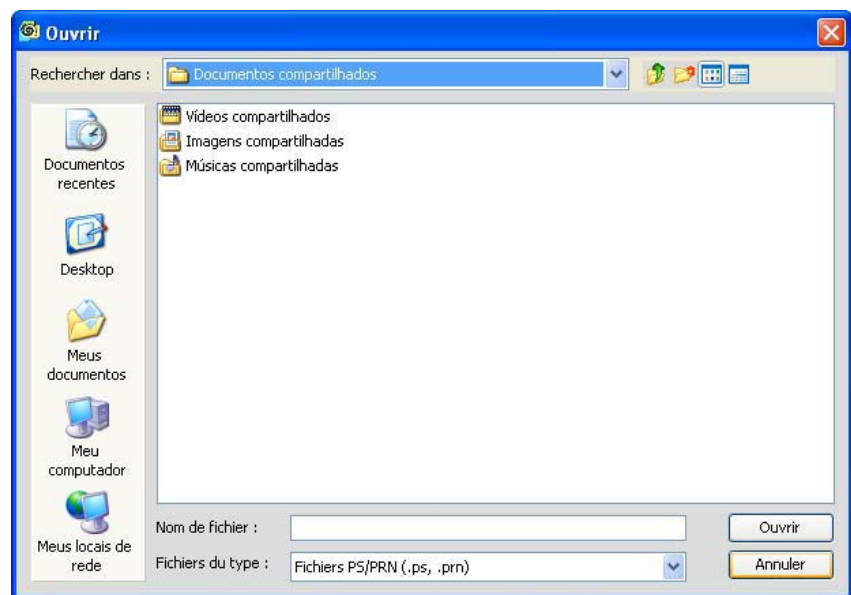 Ouvrir
Rechercher dans :
Documentos compartilhados
Vídeos compartilhados
Imagens compartilhadas
Músicas compartilhadas
Documentos
recentes
Desktop
Meus
documentos
Meu
computador
Meus locais de
rede
Nom de fichier :
Ouvrir
Fichiers du type :
Fichiers PS/PRN (.ps, .prn)
Annuler